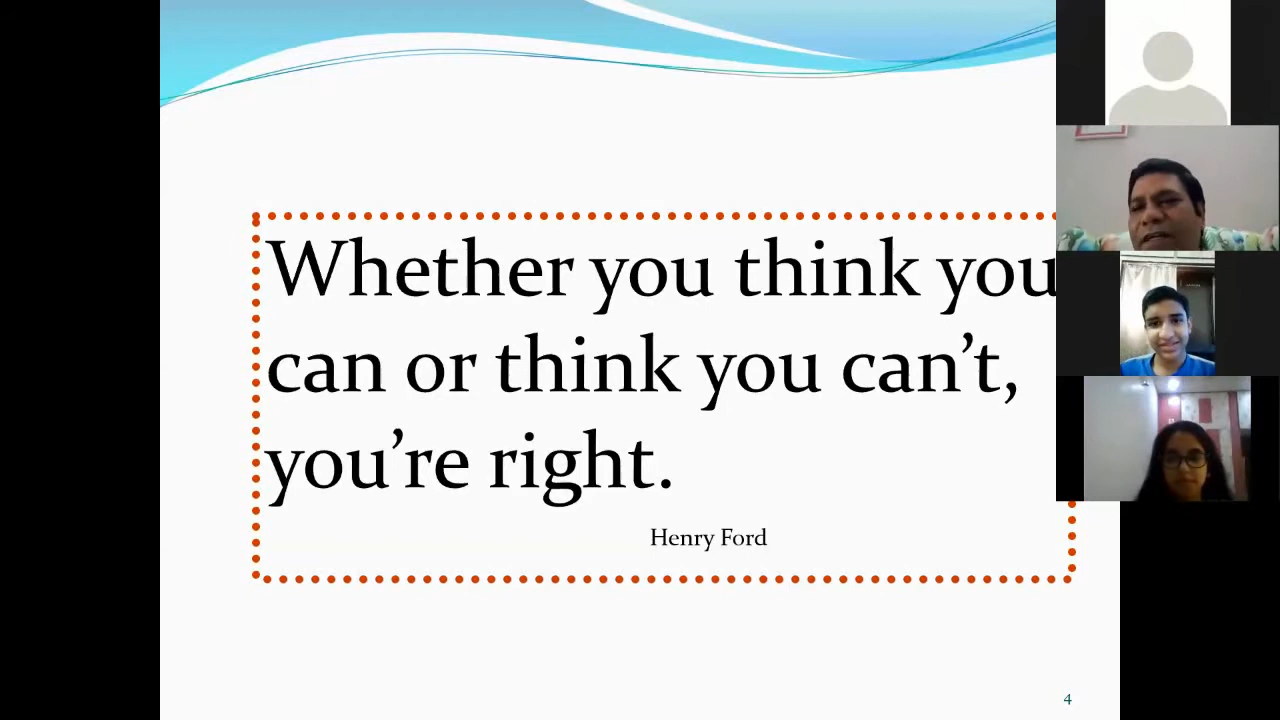 Whether you think you
can or think you can’t,
you’re right.
Henry Ford
4